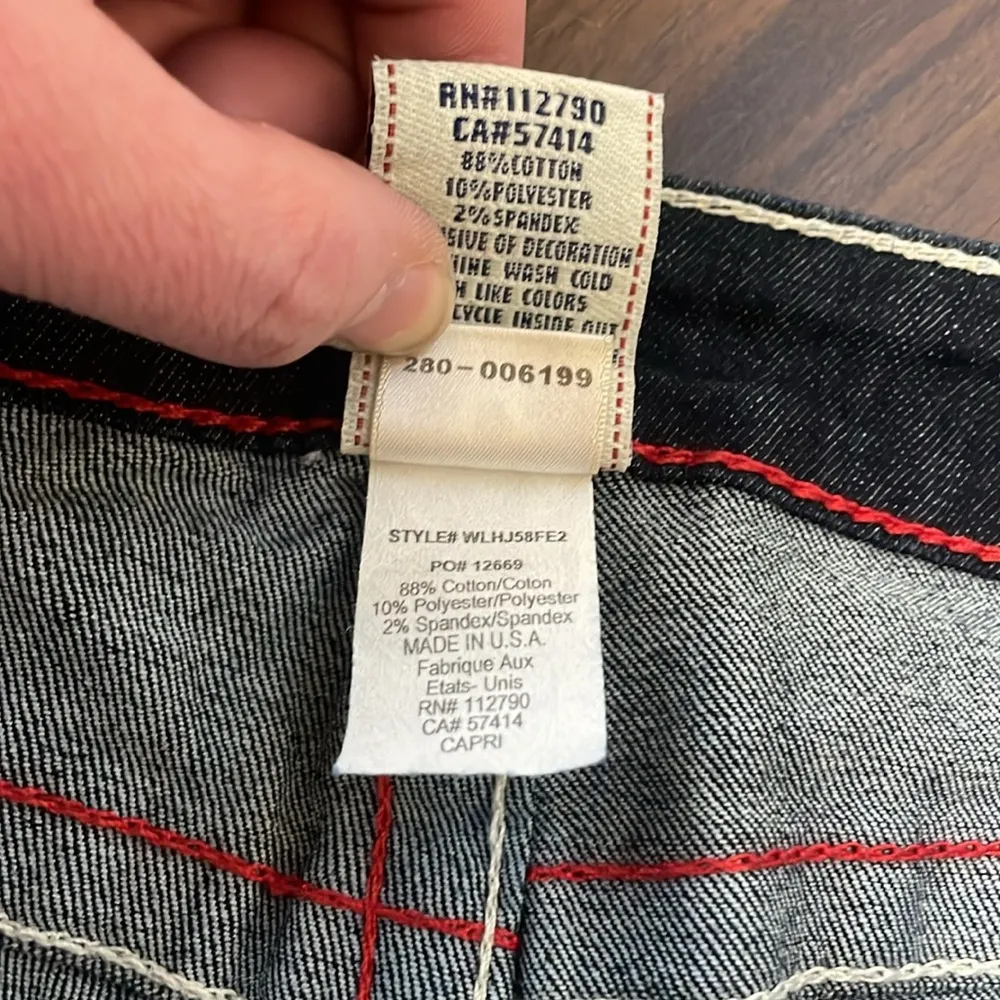 RN#112790
CA#57414
88%COTTON
10%POLYESTER
2%SPANDEX
OF DECORATION
WASH COLD
LIKE COLORS
INSIDE OUT
280-006199
STYLE# WLHJ58FE2
PO# 12669
88% Cotton/Coton
10% Polyester/Polyester
2% Spandex/Spandex
MADE IN U.S.A.
Fabrique Aux
Etats- Unis
RN# 112790
CA# 57414
CAPRI